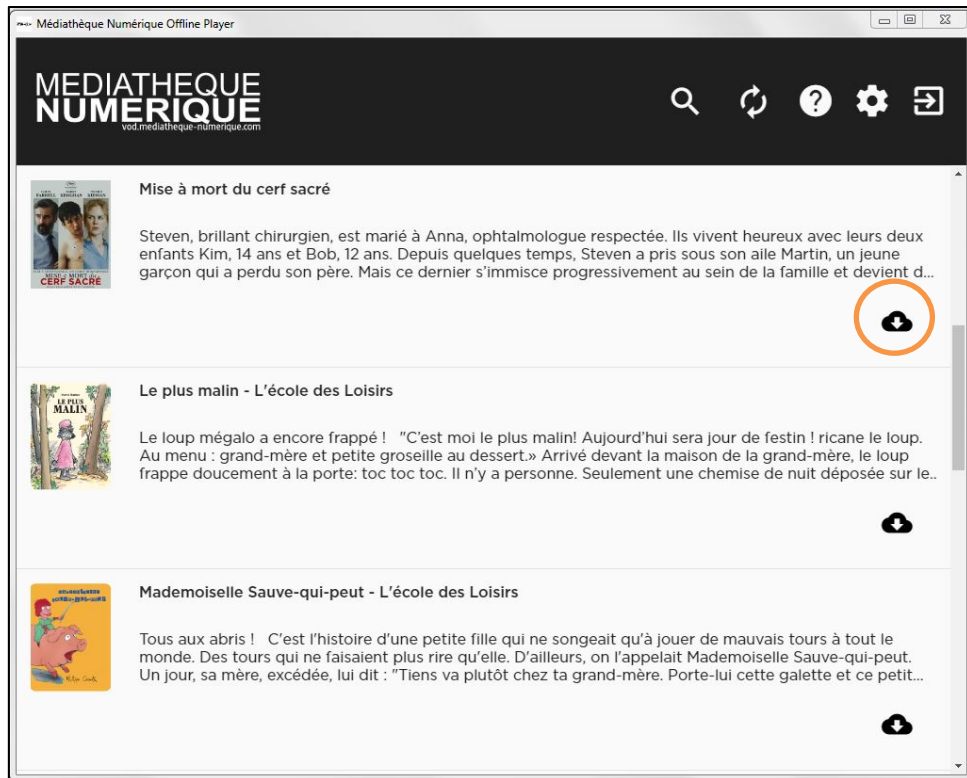 Médiathèque Numérique Offline Player
MEDIATHEQUE
NUMERIQUE
vod.mediatheque-numerique.com
Mise à mort du cerf sacré
Steven, brillant chirurgien, est marié à Anna, ophtalmologue respectée. Ils vivent heureux avec leurs deux
enfants Kim, 14 ans et Bob, 12 ans. Depuis quelques temps, Steven a pris sous son aile Martin, un jeune
garçon qui a perdu son père. Mais ce dernier s'immisce progressivement au sein de la famille et devient d...
MISE À MORT du
CERF SACRÉ
Le plus malin - L'école des Loisirs
LE PLUS
MALIN
Le loup mégalo a encore frappé ! "C'est moi le plus malin! Aujourd'hui sera jour de festin ! ricane le loup.
Au menu : grand-mère et petite groseille au dessert.» Arrivé devant la maison de la grand-mère, le loup
frappe doucement à la porte: toc toc toc. Il n'y a personne. Seulement une chemise de nuit déposée sur le..
Mademoiselle Sauve-qui-peut - L'école des Loisirs
Tous aux abris ! C'est l'histoire d'une petite fille qui ne songeait qu'à jouer de mauvais tours à tout le
monde. Des tours qui ne faisaient plus rire qu'elle. D'ailleurs, on l'appelait Mademoiselle Sauve-qui-peut.
Un jour, sa mère, excédée, lui dit : "Tiens va plutôt chez ta grand-mère. Porte-lui cette galette et ce petit...